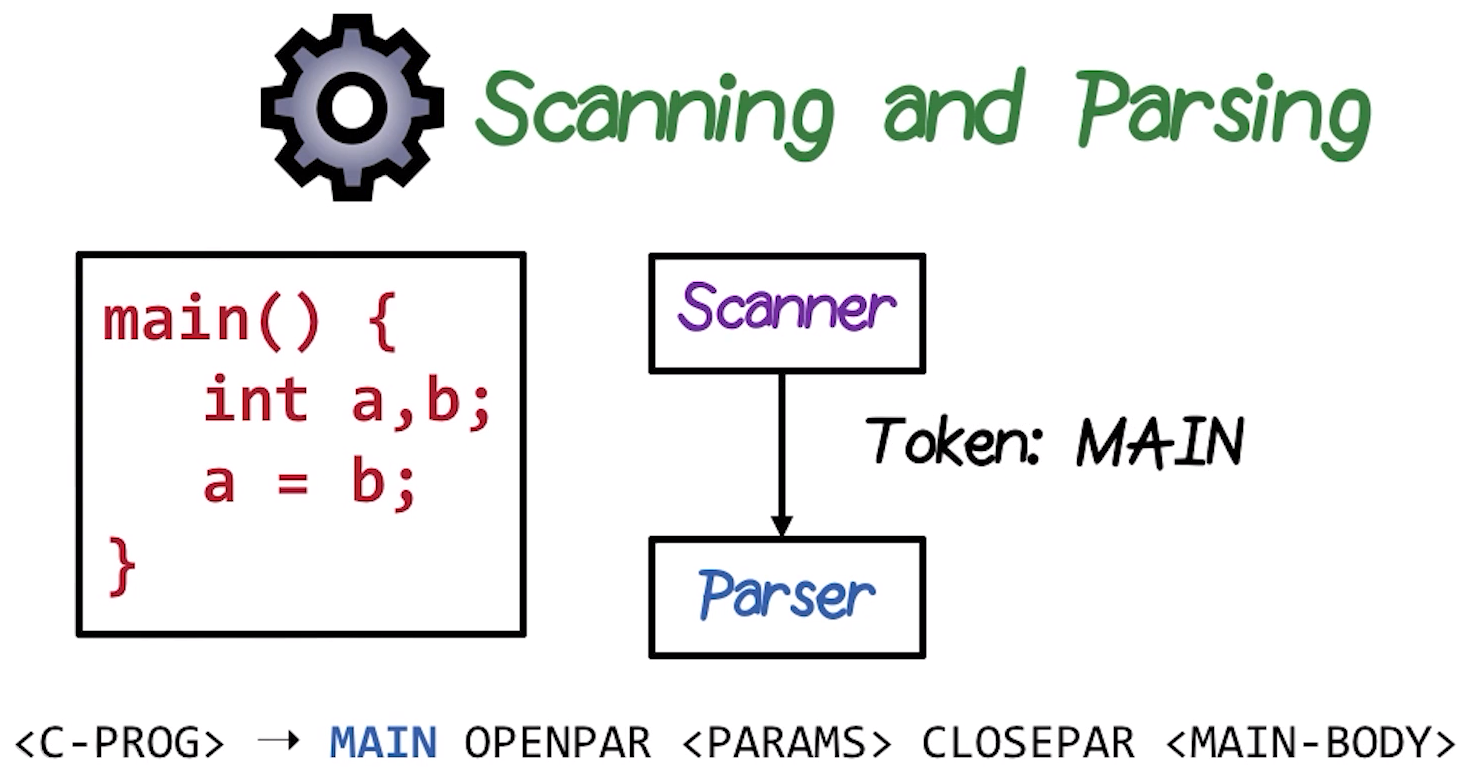 Scanning and Parsing
main() {
int a,b;
a = b;
}
Scanner
Token: MAIN
Parser
<C-PROG> → MAIN OPENPAR <PARAMS> CLOSEPAR <MAIN-BODY>